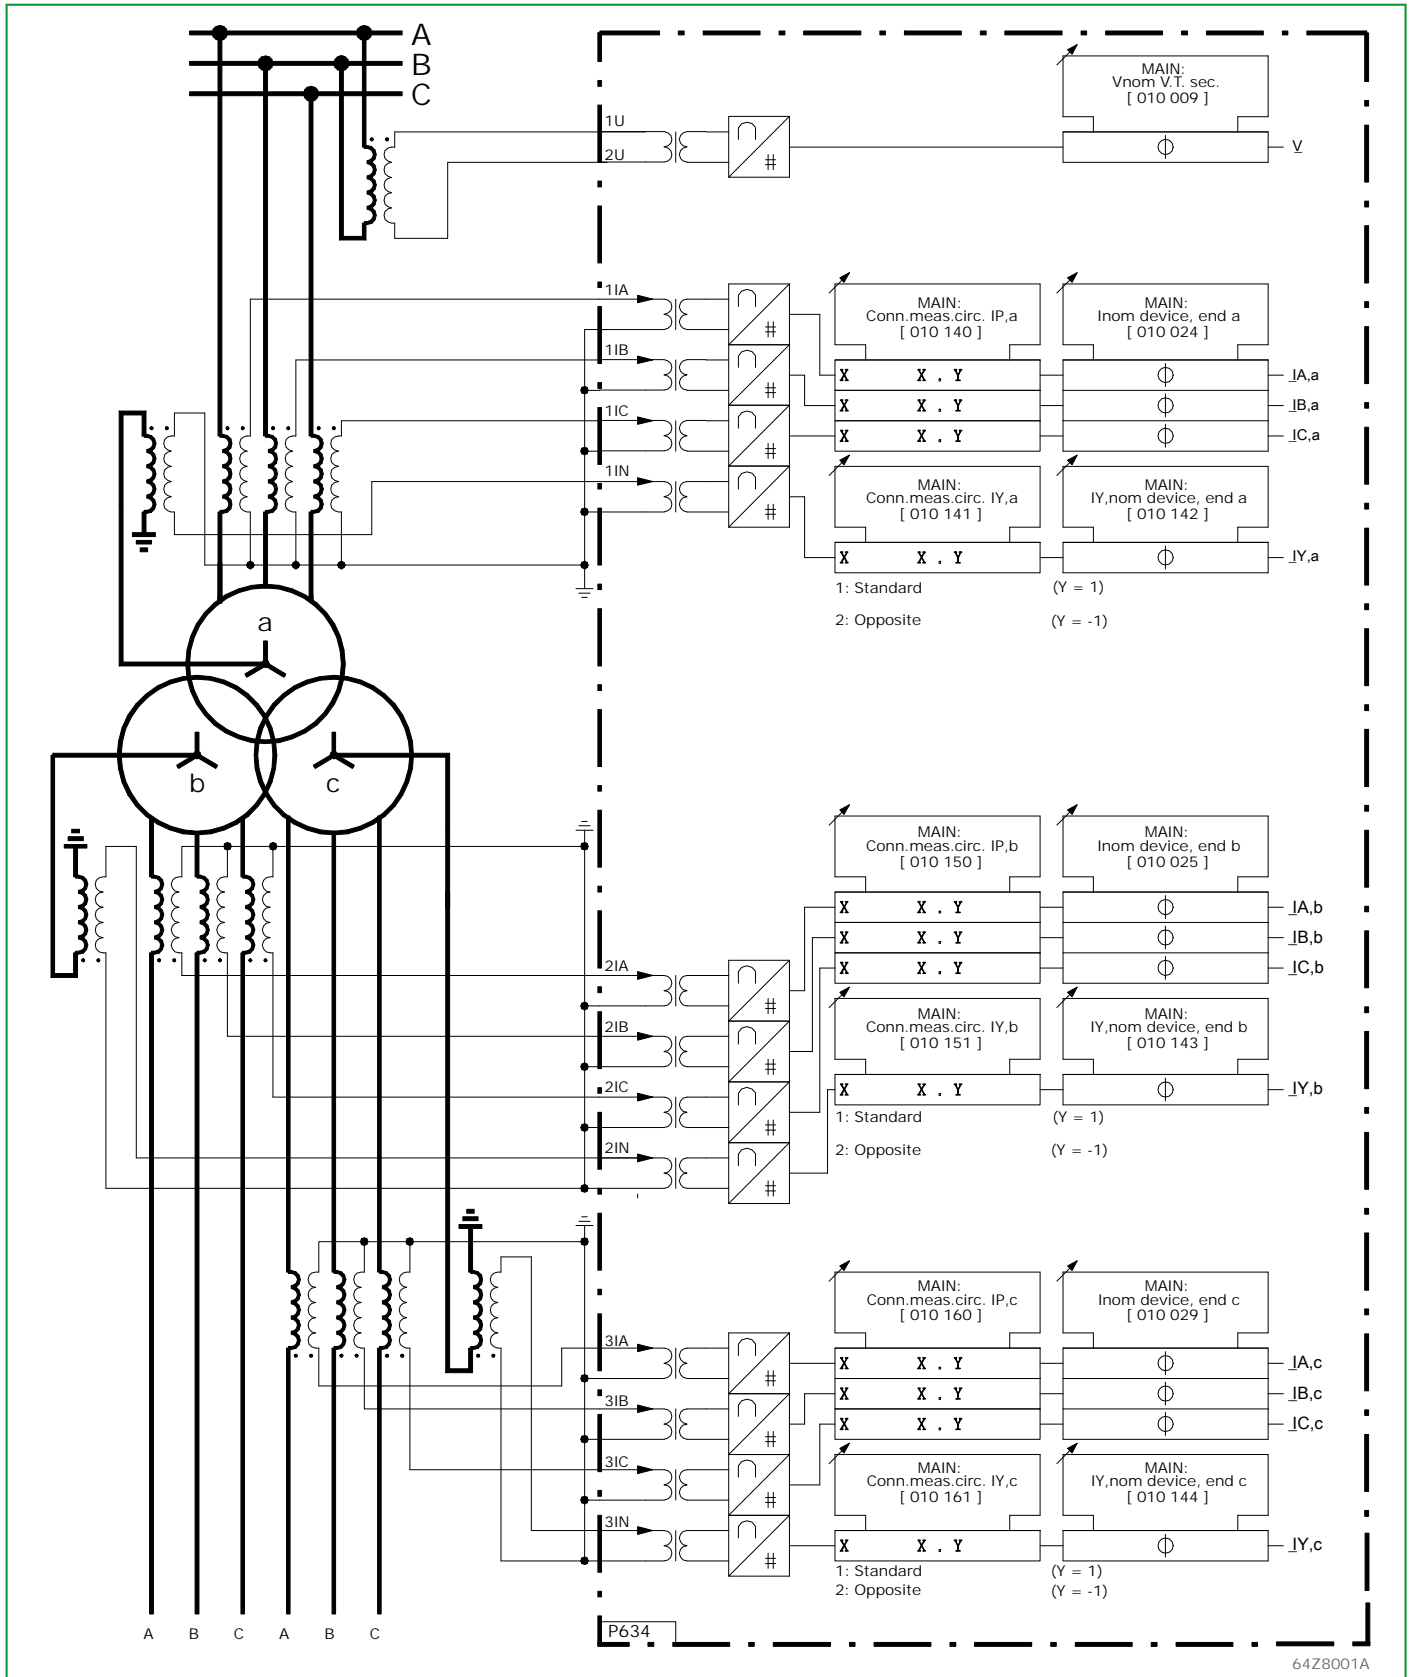 A
B
C
MAIN:
Vnom V.T. sec.
[ 010 009 ]
1U
2U
#
V
1IA
1IB
1IC
1IN
#
#
#
#
MAIN:
Conn.meas.circ. IP,a
[ 010 140 ]
MAIN:
Inom device, end a
[ 010 024 ]
X X . Y
IA,a
X X . Y
IB,a
X X . Y
IC,a
MAIN:
Conn.meas.circ. IY,a
[ 010 141 ]
MAIN:
IY,nom device, end a
[ 010 142 ]
X X . Y
IY,a
1: Standard (Y = 1)
2: Opposite (Y = -1)
a
b
c
MAIN:
Conn.meas.circ. IP,b
[ 010 150 ]
MAIN:
Inom device, end b
[ 010 025 ]
X X . Y
IA,b
X X . Y
IB,b
X X . Y
IC,b
2IA
2IB
2IC
2IN
#
#
#
#
MAIN:
Conn.meas.circ. IY,b
[ 010 151 ]
MAIN:
IY,nom device, end b
[ 010 143 ]
X X . Y
IY,b
1: Standard (Y = 1)
2: Opposite (Y = -1)
MAIN:
Conn.meas.circ. IP,c
[ 010 160 ]
MAIN:
Inom device, end c
[ 010 029 ]
3IA
3IB
3IC
3IN
#
#
#
#
X X . Y
IA,c
X X . Y
IB,c
X X . Y
IC,c
MAIN:
Conn.meas.circ. IY,c
[ 010 161 ]
MAIN:
IY,nom device, end c
[ 010 144 ]
X X . Y
IY,c
1: Standard (Y = 1)
2: Opposite (Y = -1)
A B C A B C
P634
64Z8001A